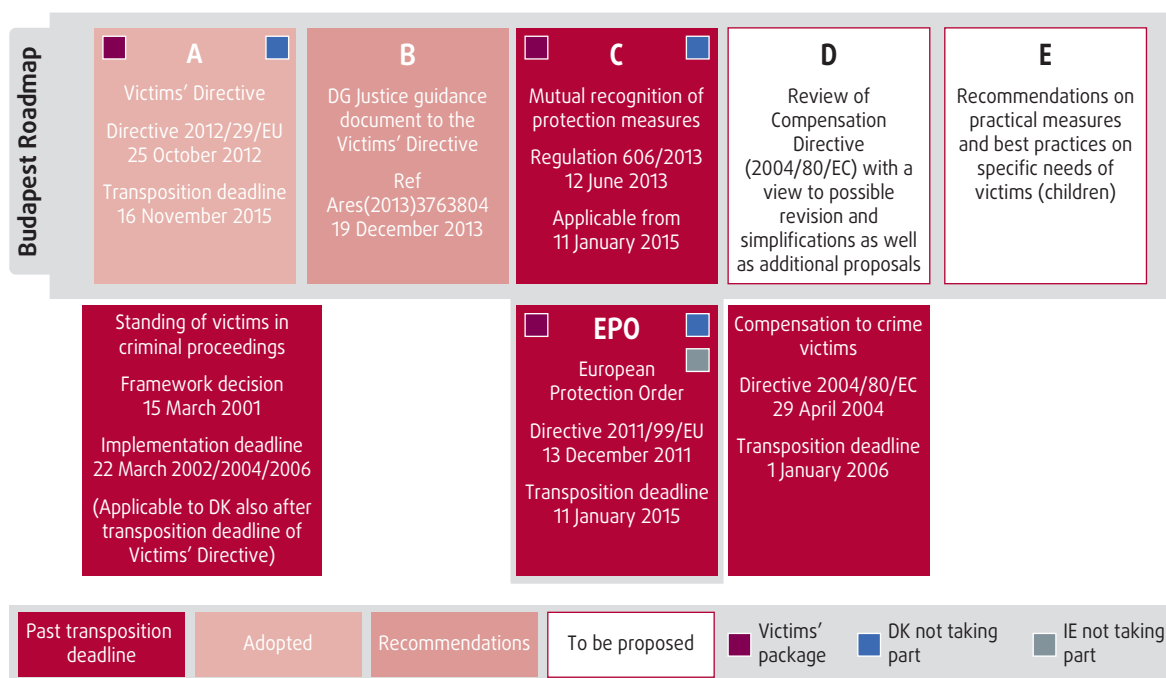 Budapest Roadmap
A
Victims’ Directive
Directive 2012/29/EU
25 October 2012
Transposition deadline
16 November 2015
B
DG Justice guidance
document to the
Victims’ Directive
Ref
Ares(2013)3763804
19 December 2013
C
Mutual recognition of
protection measures
Regulation 606/2013
12 June 2013
Applicable from
11 January 2015
D
Review of
Compensation
Directive
(2004/80/EC) with a
view to possible
revision and
simplifications as well
as additional proposals
E
Recommendations on
practical measures
and best practices on
specific needs of
victims (children)
Standing of victims in
criminal proceedings
Framework decision
15 March 2001
Implementation deadline
22 March 2002/2004/2006
(Applicable to DK also after
transposition deadline of
Victims’ Directive)
EPO
European
Protection Order
Directive 2011/99/EU
13 December 2011
Transposition deadline
11 January 2015
Compensation to crime
victims
Directive 2004/80/EC
29 April 2004
Transposition deadline
1 January 2006
Past transposition
deadline
Adopted
Recommendations
To be proposed
Victims’
package
DK not taking
part
IE not taking
part